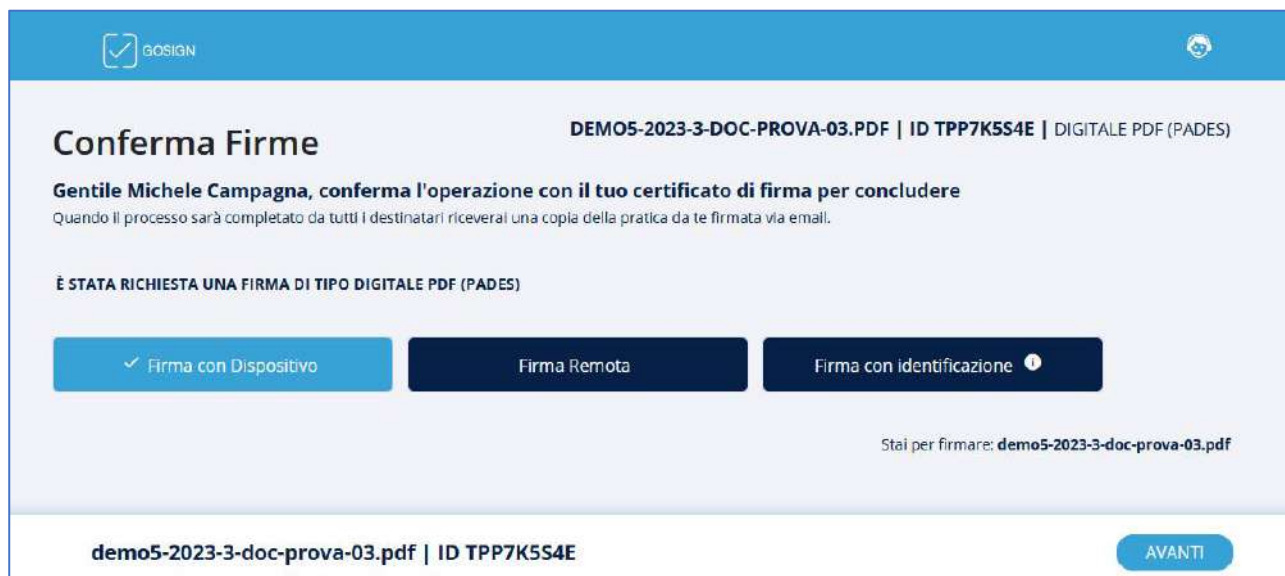 GOSIGN
Conferma Firme
DEMO5-2023-3-DOC-PROVA-03.PDF | ID TPP7K5S4E | DIGITALE PDF (PADES)
Gentile Michele Campagna, conferma l'operazione con il tuo certificato di firma per concludere
Quando il processo sarà completato da tutti i destinatari riceverai una copia della pratica da te firmata via email.
È STATA RICHIESTA UNA FIRMA DI TIPO DIGITALE PDF (PADES)
Firma con Dispositivo
Firma Remota
Firma con identificazione
Stai per firmare: demo5-2023-3-doc-prova-03.pdf
demo5-2023-3-doc-prova-03.pdf | ID TPP7K5S4E
AVANTI